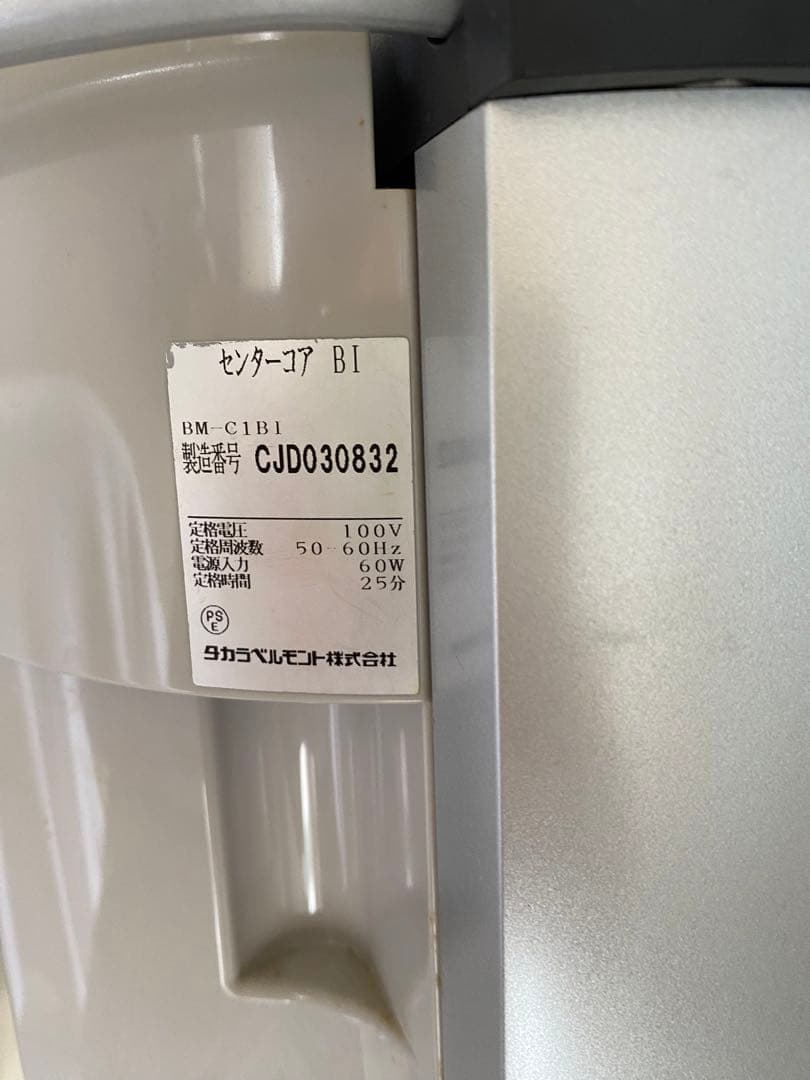 センターコア BI
BM-C1BI
製造番号 CJD030832
定格電圧 100V
定格周波数 50-60Hz
電源入力 60W
定格時間 25分
PS
E
タカラベルモント株式会社